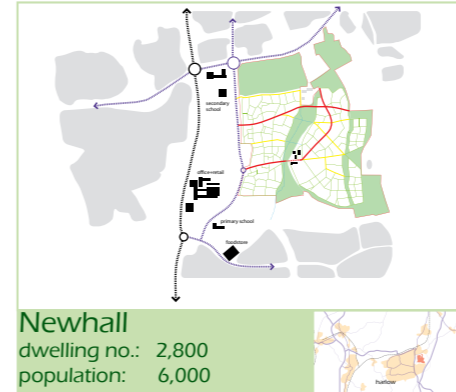 secondary
school
office+retail
primary school
foodstore
Newhall
dwelling no.: 2,800
population: 6,000
harlow